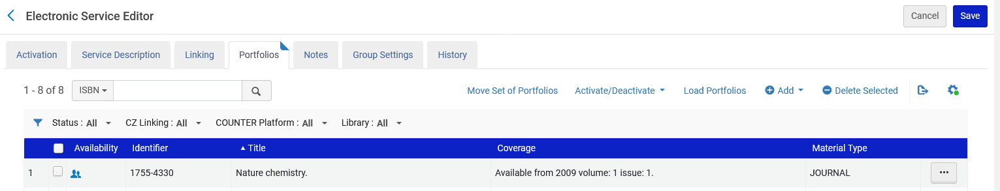 Electronic Service Editor
Cancel
Save
Activation
Service Description
Linking
Portfolios
Notes
Group Settings
History
1 - 8 of 8
ISBN
Move Set of Portfolios
Activate/Deactivate
Load Portfolios
Add
Delete Selected
Status : All
CZ Linking : All
COUNTER Platform : All
Library : All
Availability
Identifier
Title
Coverage
Material Type
1
1755-4330
Nature chemistry.
Available from 2009 volume: 1 issue: 1.
JOURNAL